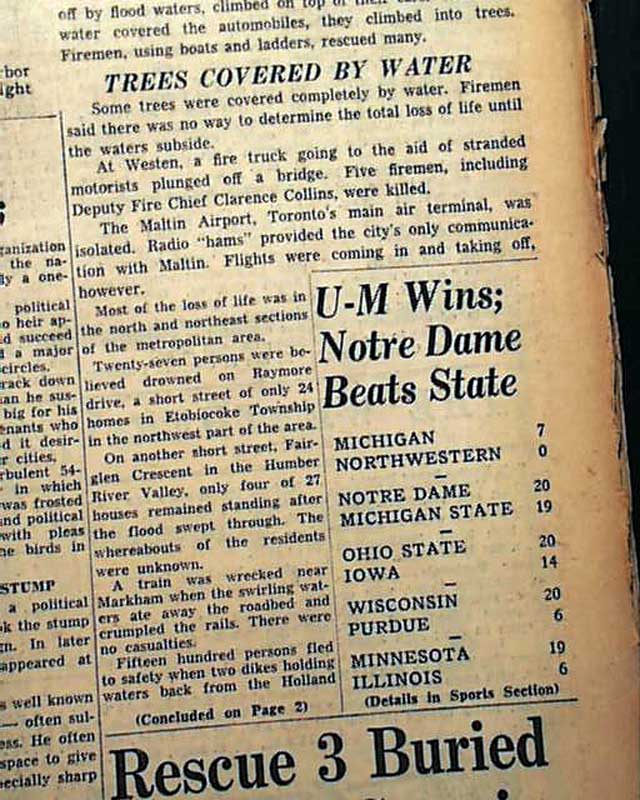 off by flood waters, climbed on top of their
water covered the automobiles, they climbed into trees.
Firemen, using boats and ladders, rescued many.
TREES COVERED BY WATER
Some trees were covered completely by water. Firemen
said there was no way to determine the total loss of life until
the waters subside.
At Westen, a fire truck going to the aid of stranded
motorists plunged off a bridge. Five firemen, including
Deputy Fire Chief Clarence Collins, were killed.
The Maltin Airport, Toronto's main air terminal, was
isolated. Radio "hams" provided the city's only communica-
tion with Maltin. Flights were coming in and taking off,
however.
Most of the loss of life was in
the north and northeast sections
of the metropolitan area.
Twenty-seven persons were be-
lieved drowned on Raymore
drive, a short street of only 24
homes in Etobiocoke Township
in the northwest part of the area.
On another short street, Fair-
glen Crescent in the Humber
River Valley, only four of 27
houses remained standing after
the flood swept through. The
whereabouts of the residents
were unknown.
A train was wrecked near
Markham when the swirling wat-
ers ate away the roadbed and
crumpled the rails. There were
no casualties.
Fifteen hundred persons fled
to safety when two dikes holding
waters back from the Holland
(Concluded on Page 2)
U-M Wins;
Notre Dame
Beats State
MICHIGAN 7
NORTHWESTERN 0
NOTRE DAME 20
MICHIGAN STATE 19
OHIO STATE 20
IOWA 14
WISCONSIN 20
PURDUE 6
MINNESOTA 19
ILLINOIS 6
(Details in Sports Section)
Rescue 3 Buried
rbor
ight
ganization
the na-
ly a one-
political
o heir ap-
d succeed
d a major
circles.
rack down
an he sus-
big for his
enants who
d it desir-
r cities.
rbulent 54-
in which
was frosted
and political
with pleas
he birds in
STUMP
a political
k the stump
gn. In later
appeared at
s well known
— often sul-
ess. He often
space to give
ecially sharp